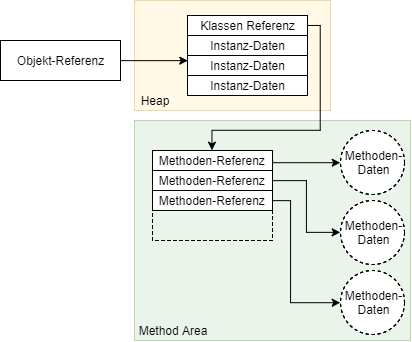 Klassen Referenz
Instanz-Daten
Objekt-Referenz
Instanz-Daten
Instanz-Daten
Heap
Methoden-Referenz
Methoden-Referenz
Methoden-Referenz
Methoden-
Daten
Methoden-
Daten
Methoden-
Daten
Method Area